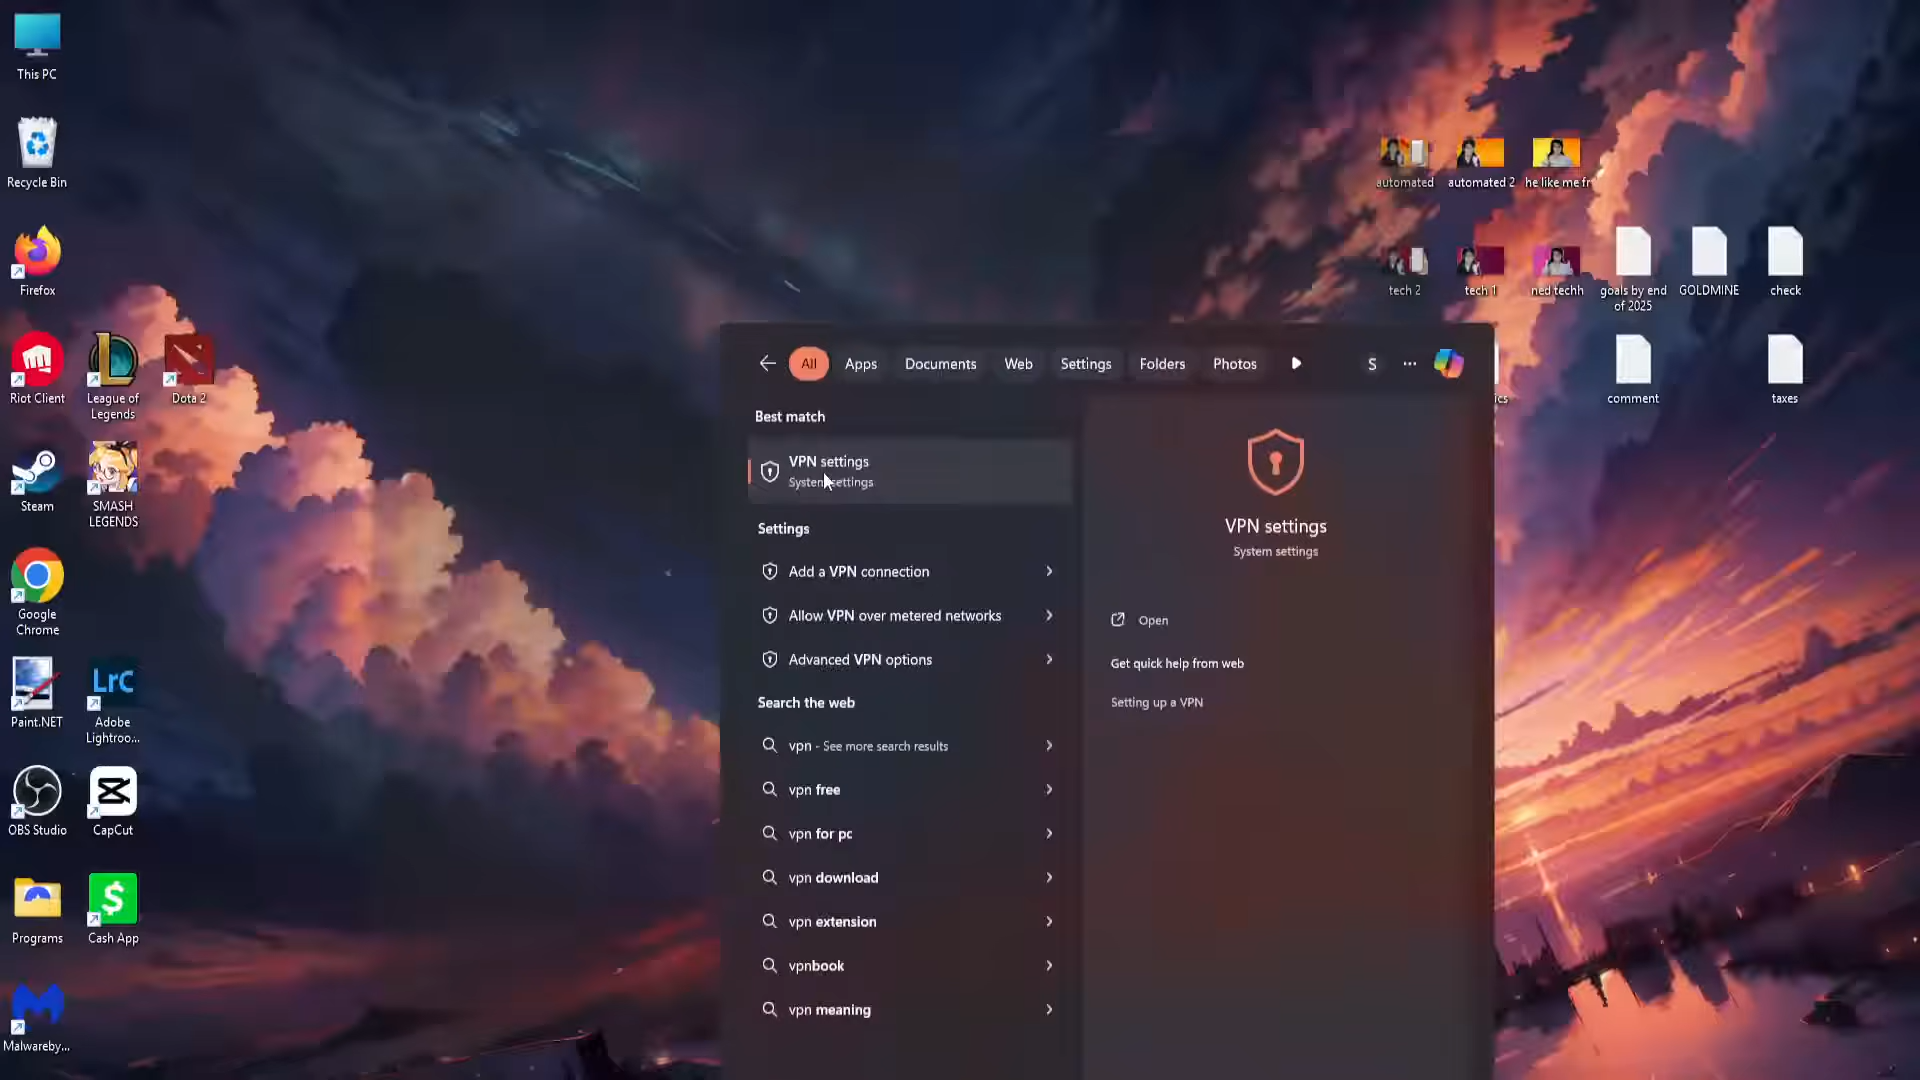 This PC
Recycle Bin
Firefox
Riot Client
League of
Legends
Dota 2
Steam
SMASH
LEGENDS
Google
Chrome
Paint.NET
LrC
Adobe
Lightroo...
OBS Studio
CapCut
Programs
Cash App
Malwareby...
automated
automated 2
he like me fr
tech 2
tech 1
ned techh
goals by end
of 2025
GOLDMINE
check
ics
comment
taxes
All
Apps
Documents
Web
Settings
Folders
Photos
S
Best match
VPN settings
System settings
Settings
Add a VPN connection
Allow VPN over metered networks
Advanced VPN options
Search the web
vpn - See more search results
vpn free
vpn for pc
vpn download
vpn extension
vpnbook
vpn meaning
VPN settings
System settings
Open
Get quick help from web
Setting up a VPN